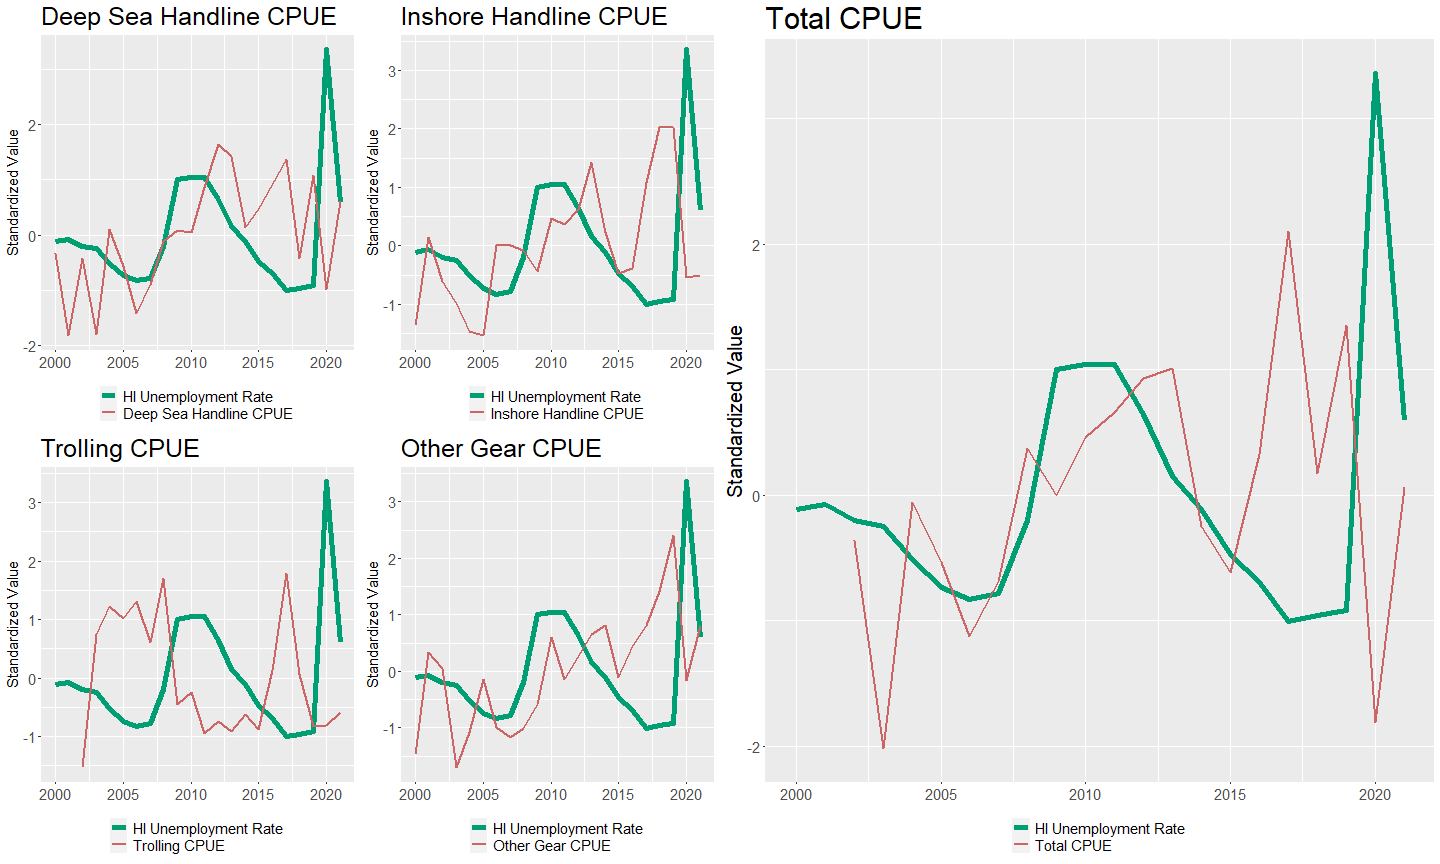 Deep Sea Handline CPUE
Standardized Value
2
0
-2
2000 2005 2010 2015 2020
HI Unemployment Rate
Deep Sea Handline CPUE
Inshore Handline CPUE
Standardized Value
3
2
1
0
-1
2000 2005 2010 2015 2020
HI Unemployment Rate
Inshore Handline CPUE
Trolling CPUE
Standardized Value
3
2
1
0
-1
2000 2005 2010 2015 2020
HI Unemployment Rate
Trolling CPUE
Other Gear CPUE
Standardized Value
3
2
1
0
-1
2000 2005 2010 2015 2020
HI Unemployment Rate
Other Gear CPUE
Total CPUE
Standardized Value
2
0
-2
2000 2005 2010 2015 2020
HI Unemployment Rate
Total CPUE